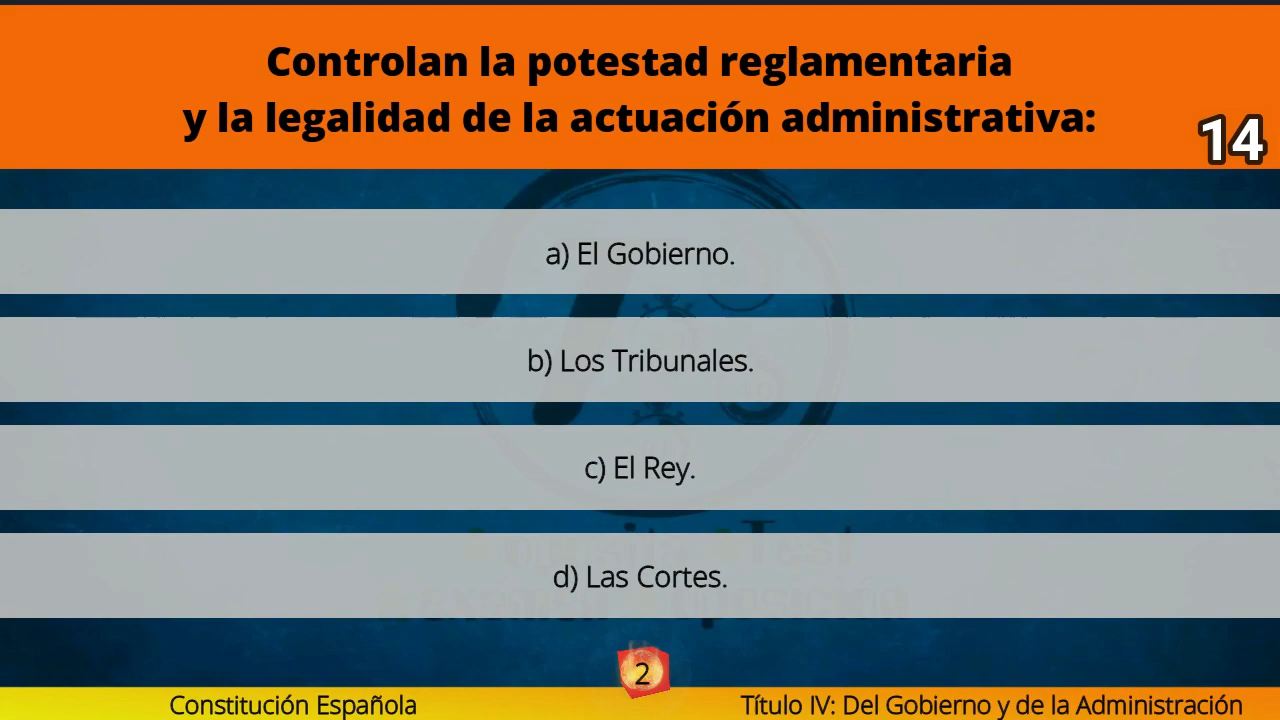 Controlan la potestad reglamentaria
y la legalidad de la actuación administrativa:
14
a) El Gobierno.
b) Los Tribunales.
c) El Rey.
d) Las Cortes.
2
Constitución Española
Título IV: Del Gobierno y de la Administración